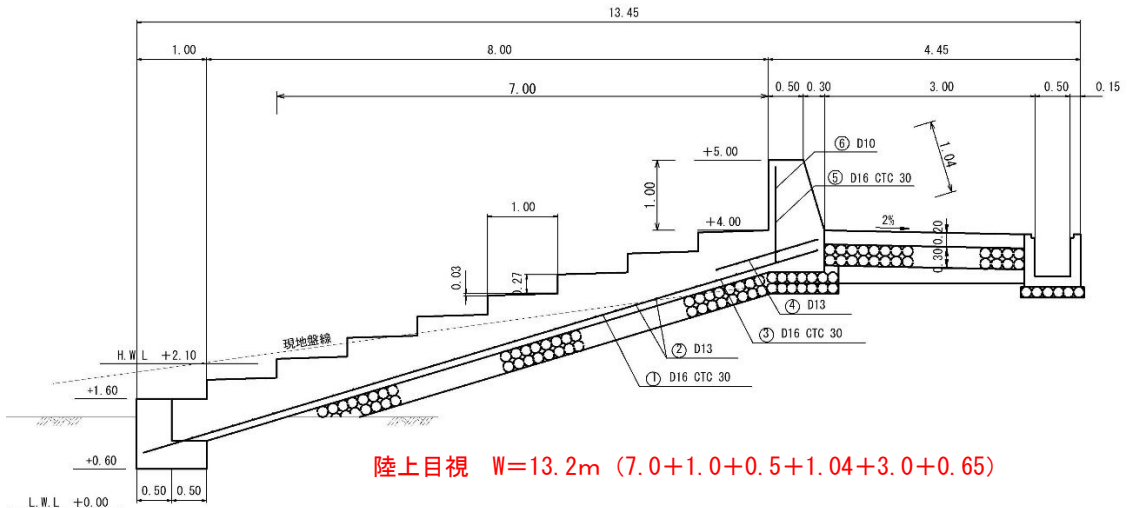 13.45
1.00 8.00 4.45
7.00 0.50 0.30 3.00 0.50 0.15
+5.00 ⑥ D10 1.04
1.00 1.00 ⑤ D16 CTC 30
+4.00 2%
0.20
0.03 0.27 0.30
④ D13
現地盤線 ③ D16 CTC 30
H.W.L +2.10 ② D13
① D16 CTC 30
+1.60
陸上目視 W=13.2m (7.0+1.0+0.5+1.04+3.0+0.65)
+0.60
0.50 0.50
L.W.L +0.00